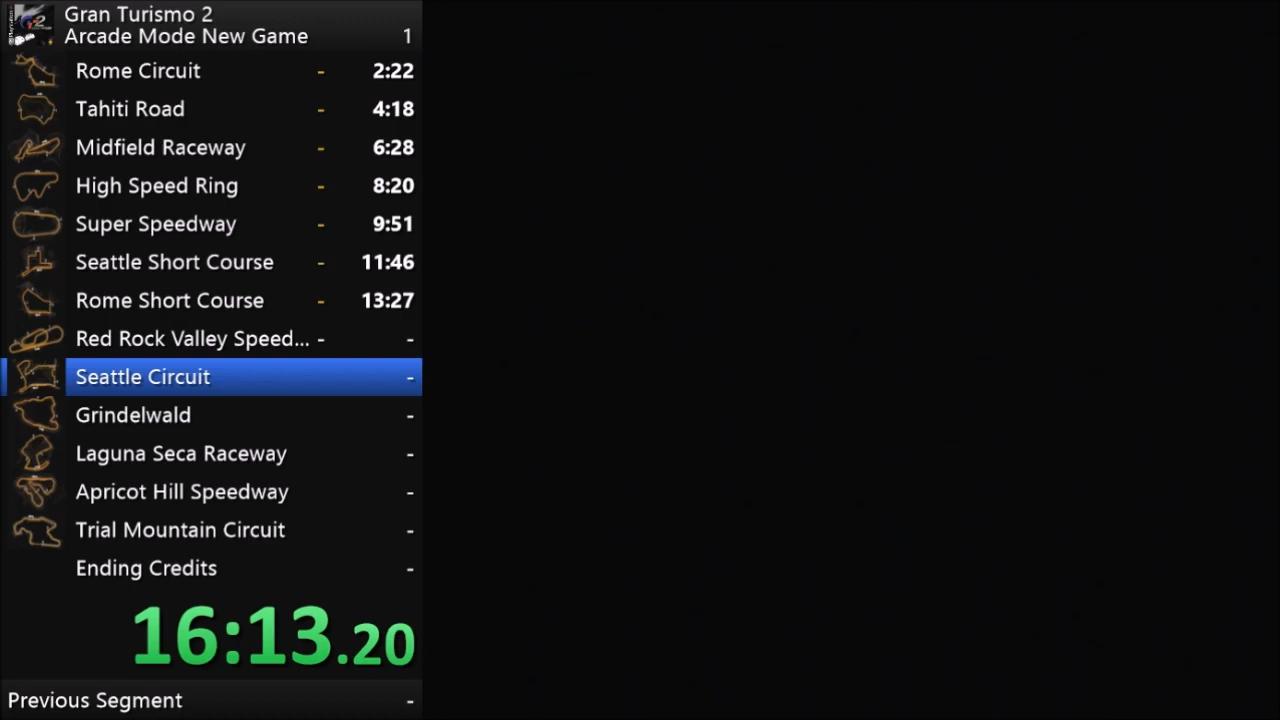 Gran Turismo 2
Arcade Mode New Game 1
Rome Circuit - 2:22
Tahiti Road - 4:18
Midfield Raceway - 6:28
High Speed Ring - 8:20
Super Speedway - 9:51
Seattle Short Course - 11:46
Rome Short Course - 13:27
Red Rock Valley Speed... - -
Seattle Circuit -
Grindelwald -
Laguna Seca Raceway -
Apricot Hill Speedway -
Trial Mountain Circuit -
Ending Credits -
16:13.20
Previous Segment -